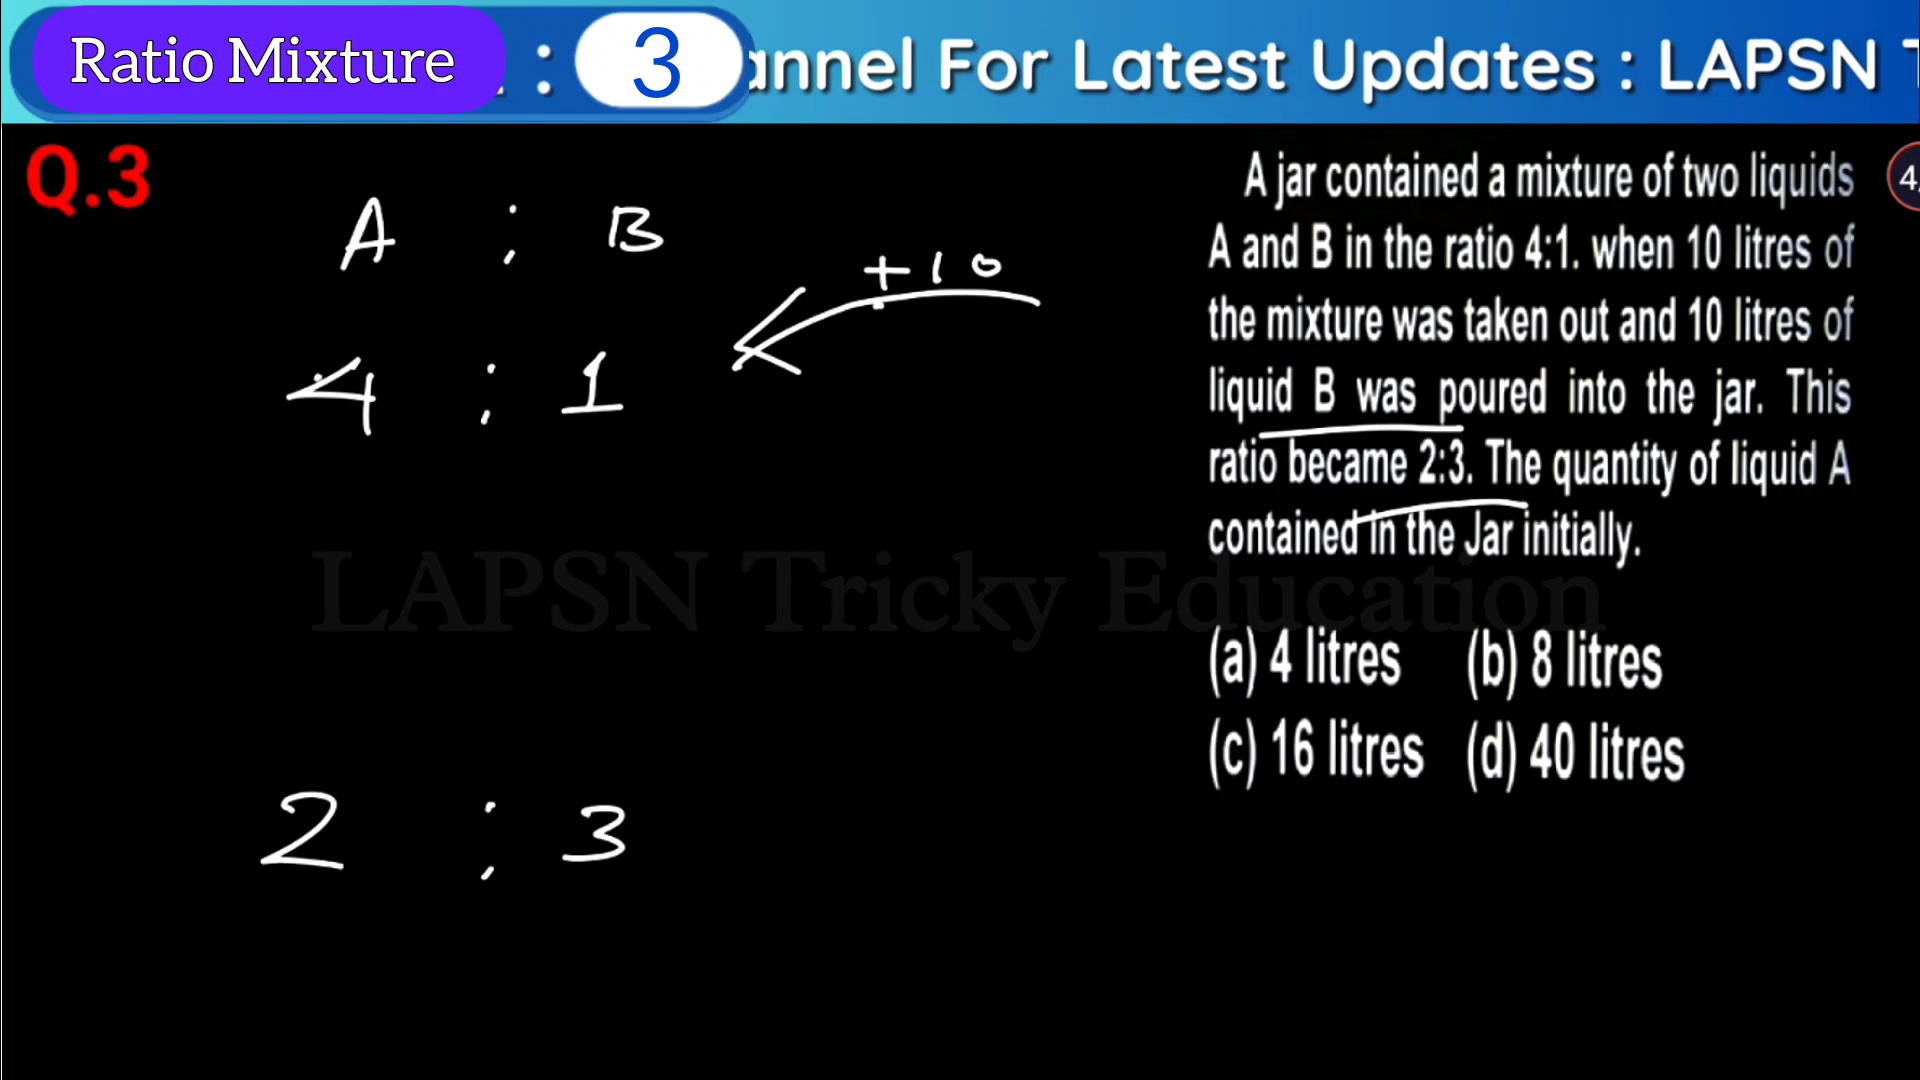 Ratio Mixture : 3 annel For Latest Updates : LAPSN
Q.3
A : B
+10
4 : 1
2 : 3
A jar contained a mixture of two liquids
A and B in the ratio 4:1. when 10 litres of
the mixture was taken out and 10 litres of
liquid B was poured into the jar. This
ratio became 2:3. The quantity of liquid A
contained in the Jar initially.
(a) 4 litres (b) 8 litres
(c) 16 litres (d) 40 litres
LAPSN Tricky Education